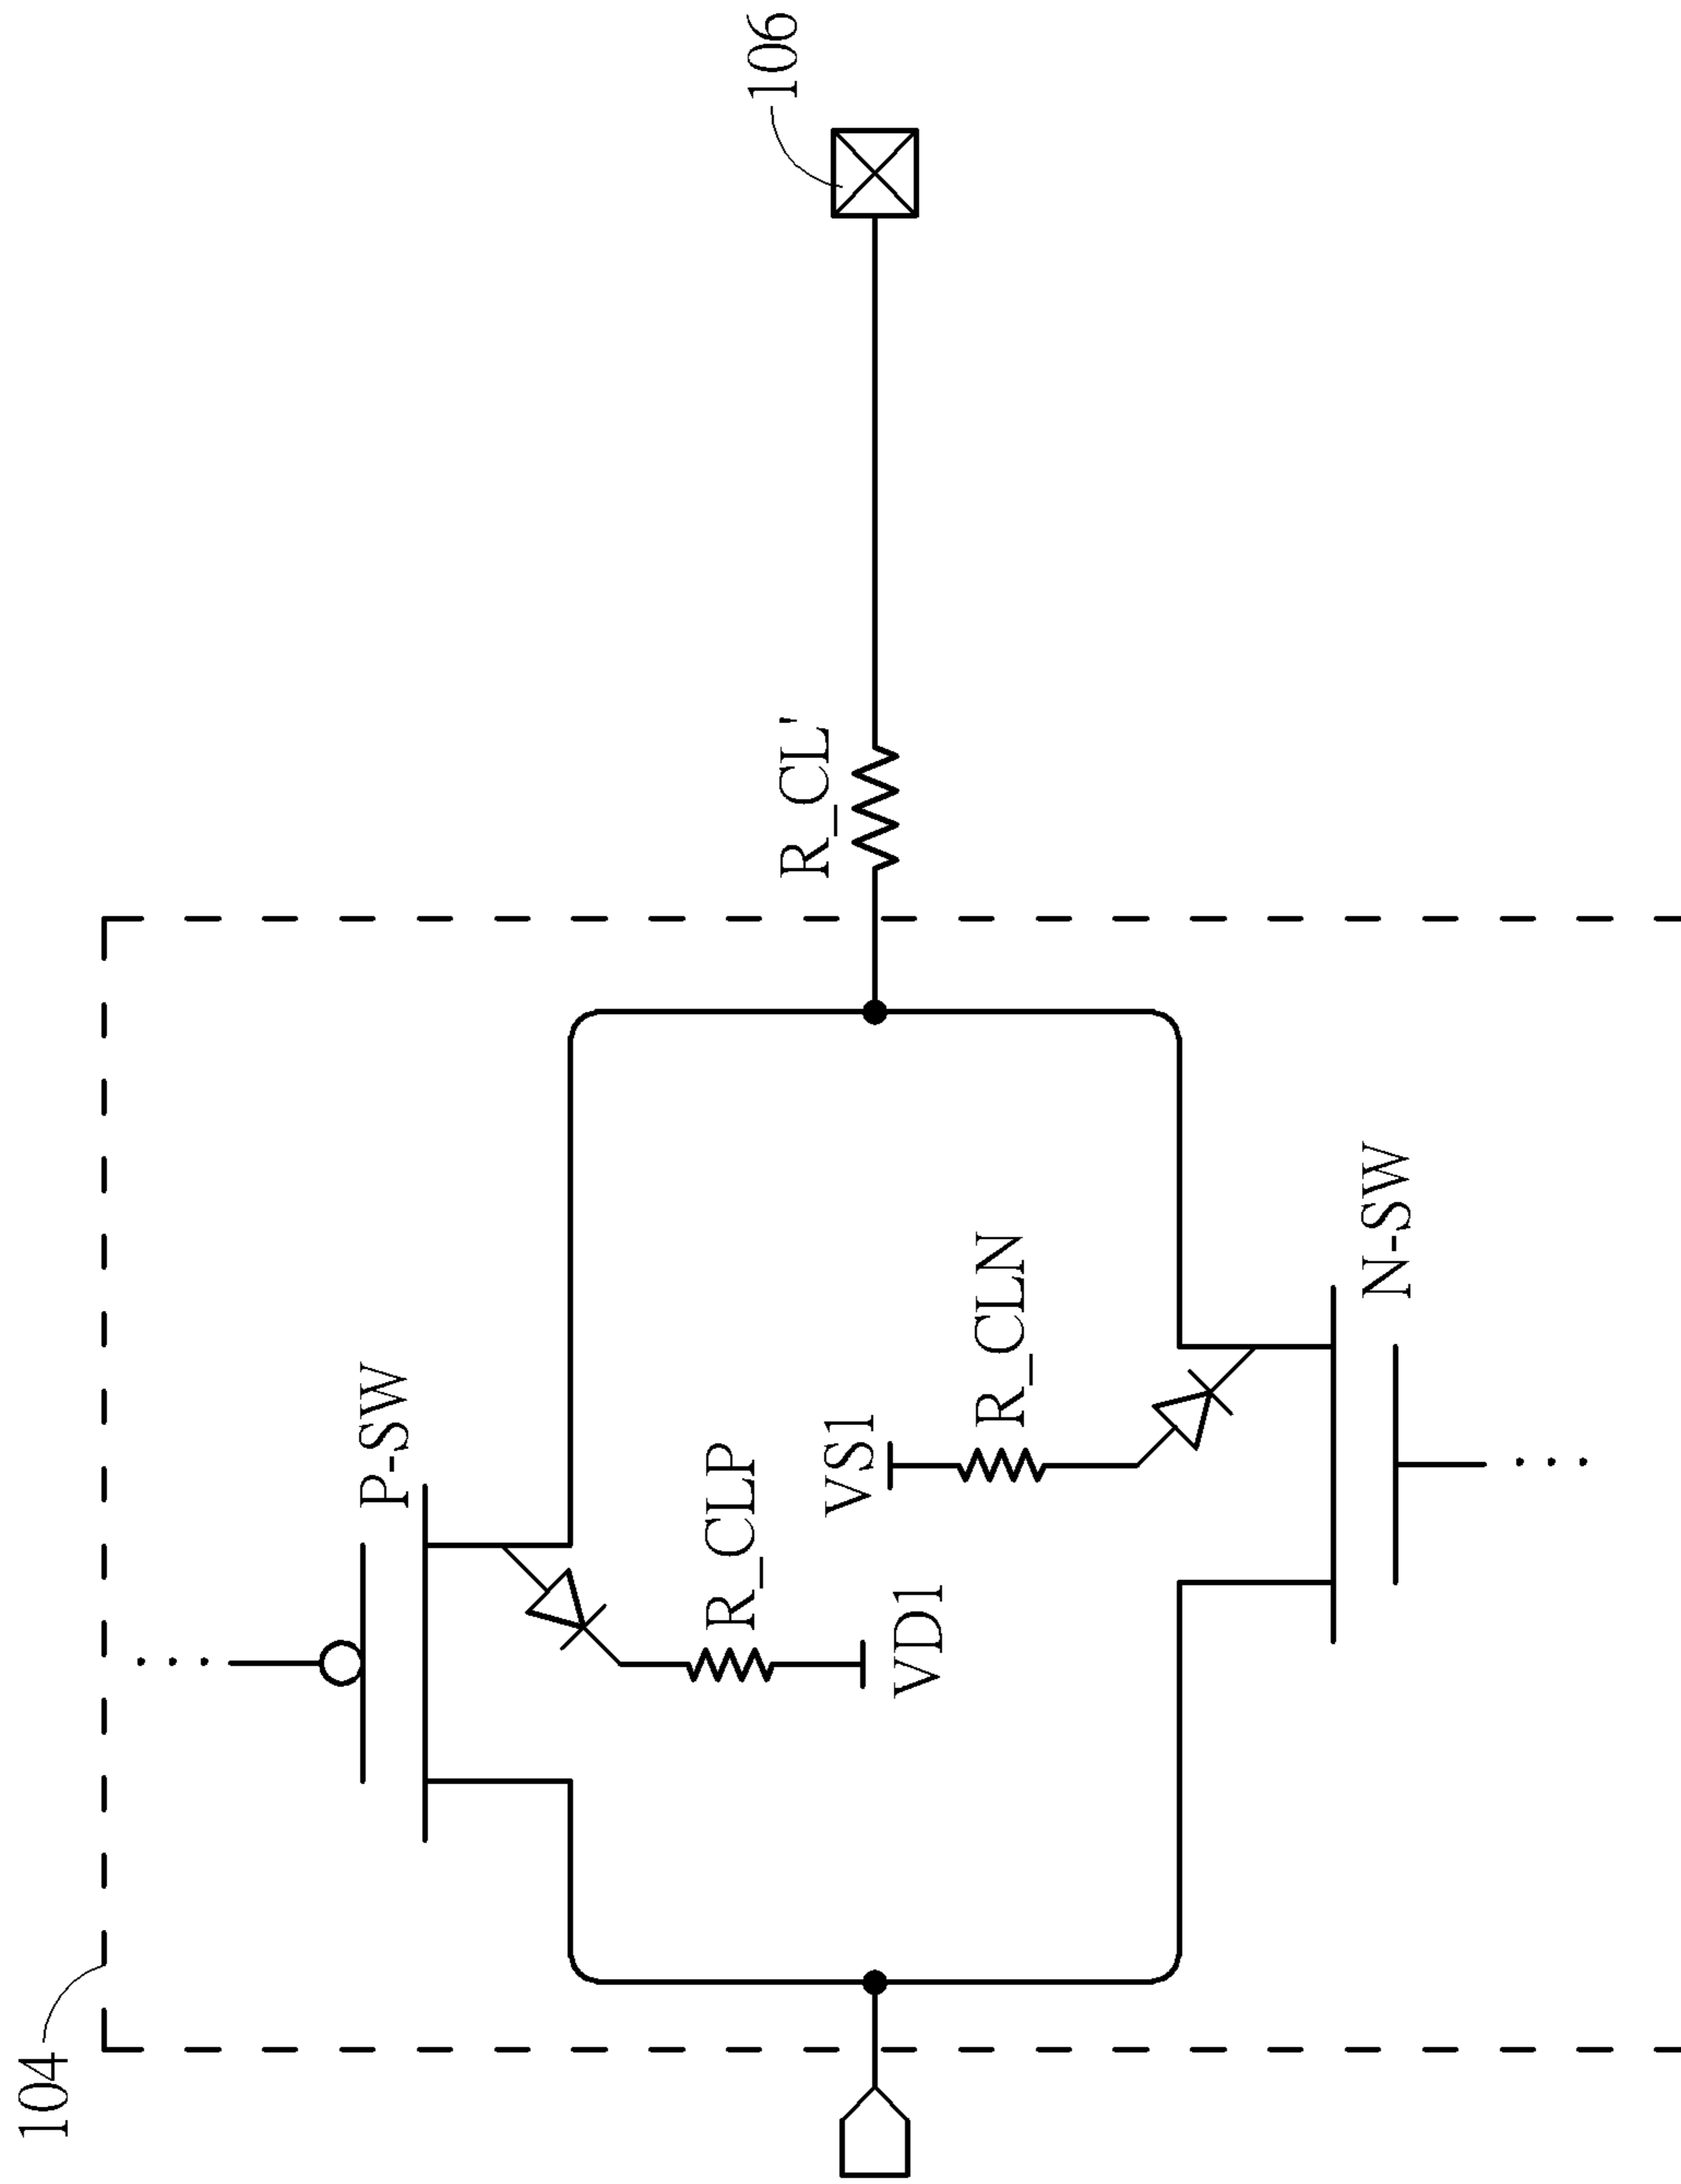 104
P-SW
R_CLP
VD1
VS1
R_CLN
N-SW
R_CL'
106